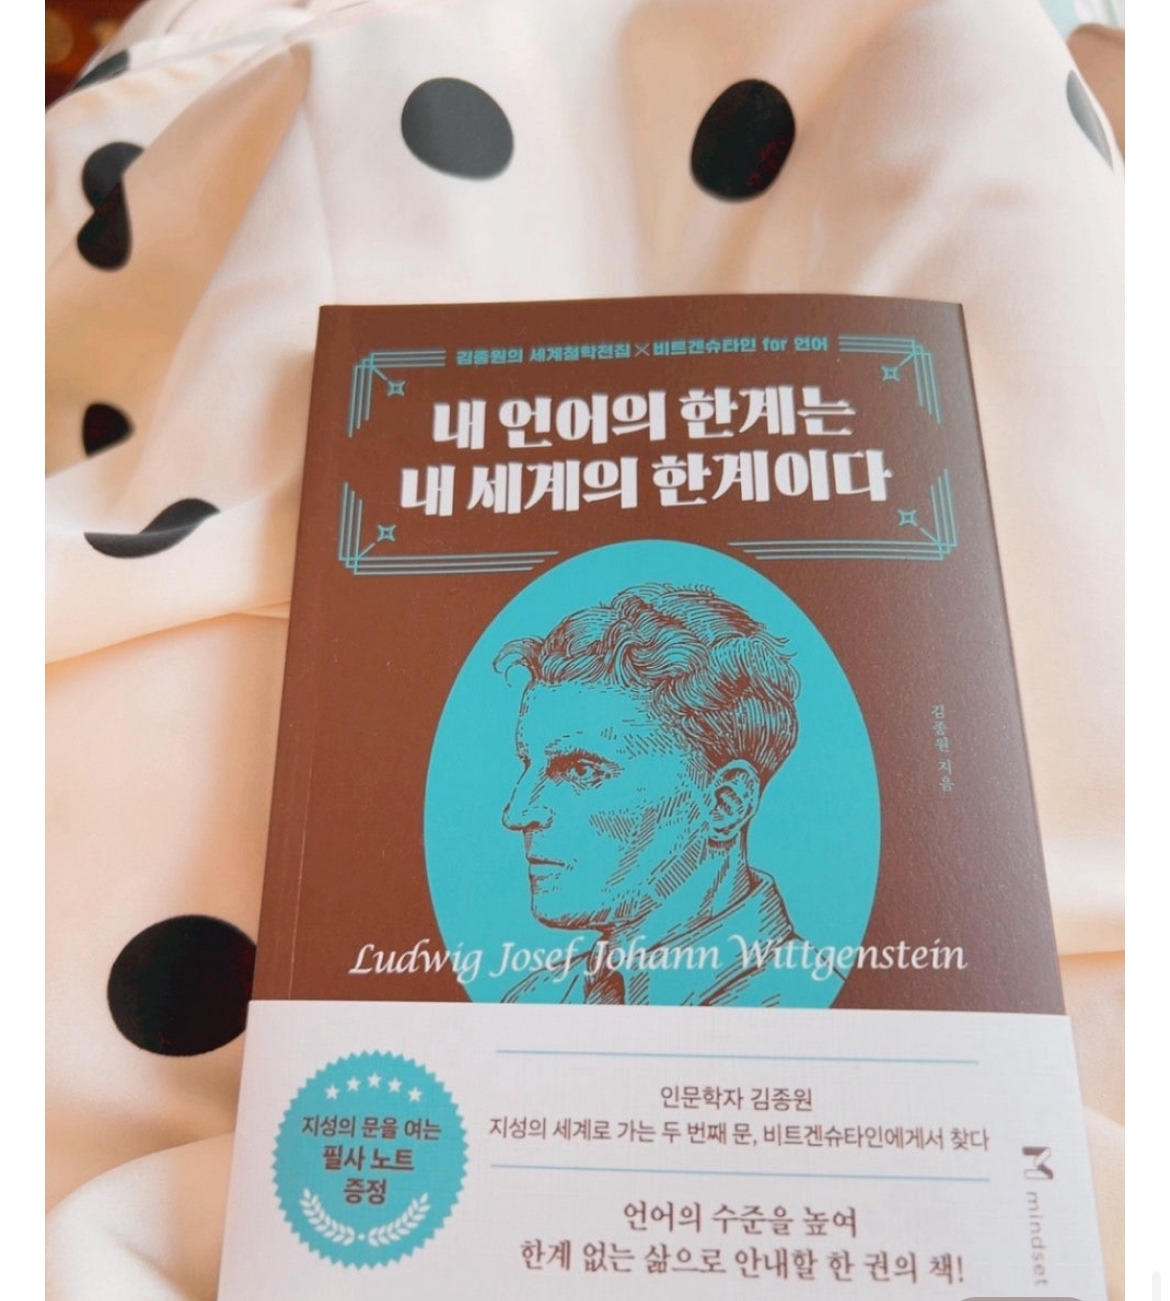 김종원의 세계철학전집×비트겐슈타인 for 언어
내 언어의 한계는
내 세계의 한계이다
김종원 지음
Ludwig Josef Johann Wittgenstein
지성의 문을 여는
필사 노트
증정
인문학자 김종원
지성의 세계로 가는 두 번째 문, 비트겐슈타인에게서 찾다
언어의 수준을 높여
한계 없는 삶으로 안내할 한 권의 책!
mindset